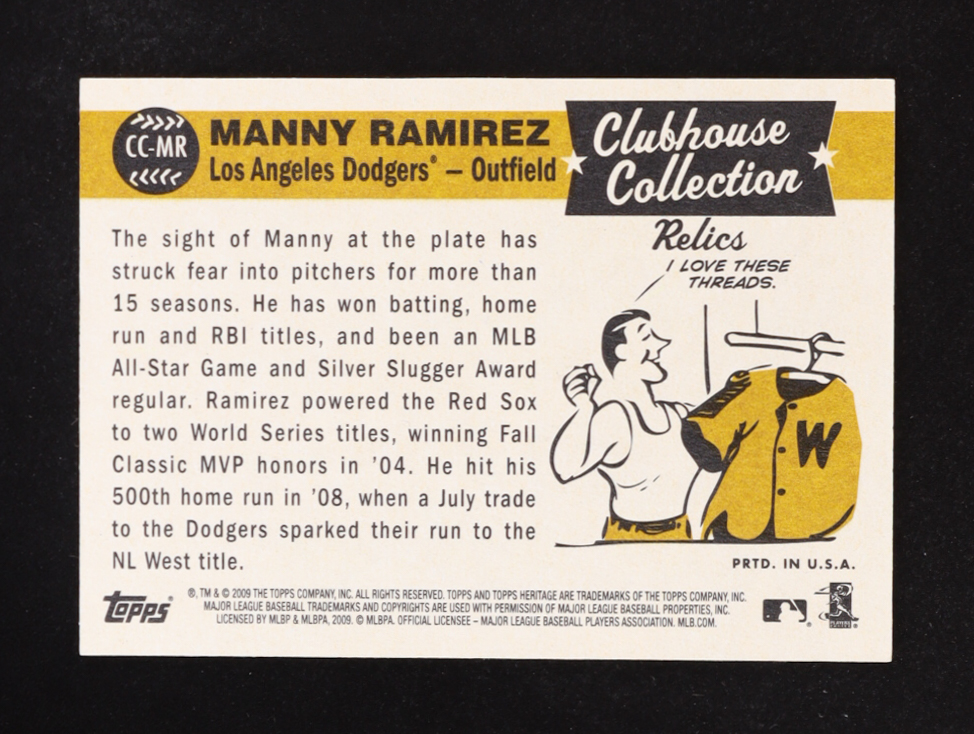 CC-MR
MANNY RAMIREZ
Los Angeles Dodgers® – Outfield
Clubhouse
Collection
Relics
I LOVE THESE
THREADS.
W
The sight of Manny at the plate has
struck fear into pitchers for more than
15 seasons. He has won batting, home
run and RBI titles, and been an MLB
All-Star Game and Silver Slugger Award
regular. Ramirez powered the Red Sox
to two World Series titles, winning Fall
Classic MVP honors in '04. He hit his
500th home run in '08, when a July trade
to the Dodgers sparked their run to the
NL West title.
PRTD. IN U.S.A.
topps®
®, TM & © 2009 THE TOPPS COMPANY, INC. ALL RIGHTS RESERVED. TOPPS AND TOPPS HERITAGE ARE TRADEMARKS OF THE TOPPS COMPANY, INC.
MAJOR LEAGUE BASEBALL TRADEMARKS AND COPYRIGHTS ARE USED WITH PERMISSION OF MAJOR LEAGUE BASEBALL PROPERTIES, INC.
LICENSED BY MLBP & MLBPA, 2009. © MLBPA. OFFICIAL LICENSEE – MAJOR LEAGUE BASEBALL PLAYERS ASSOCIATION. MLB.COM.